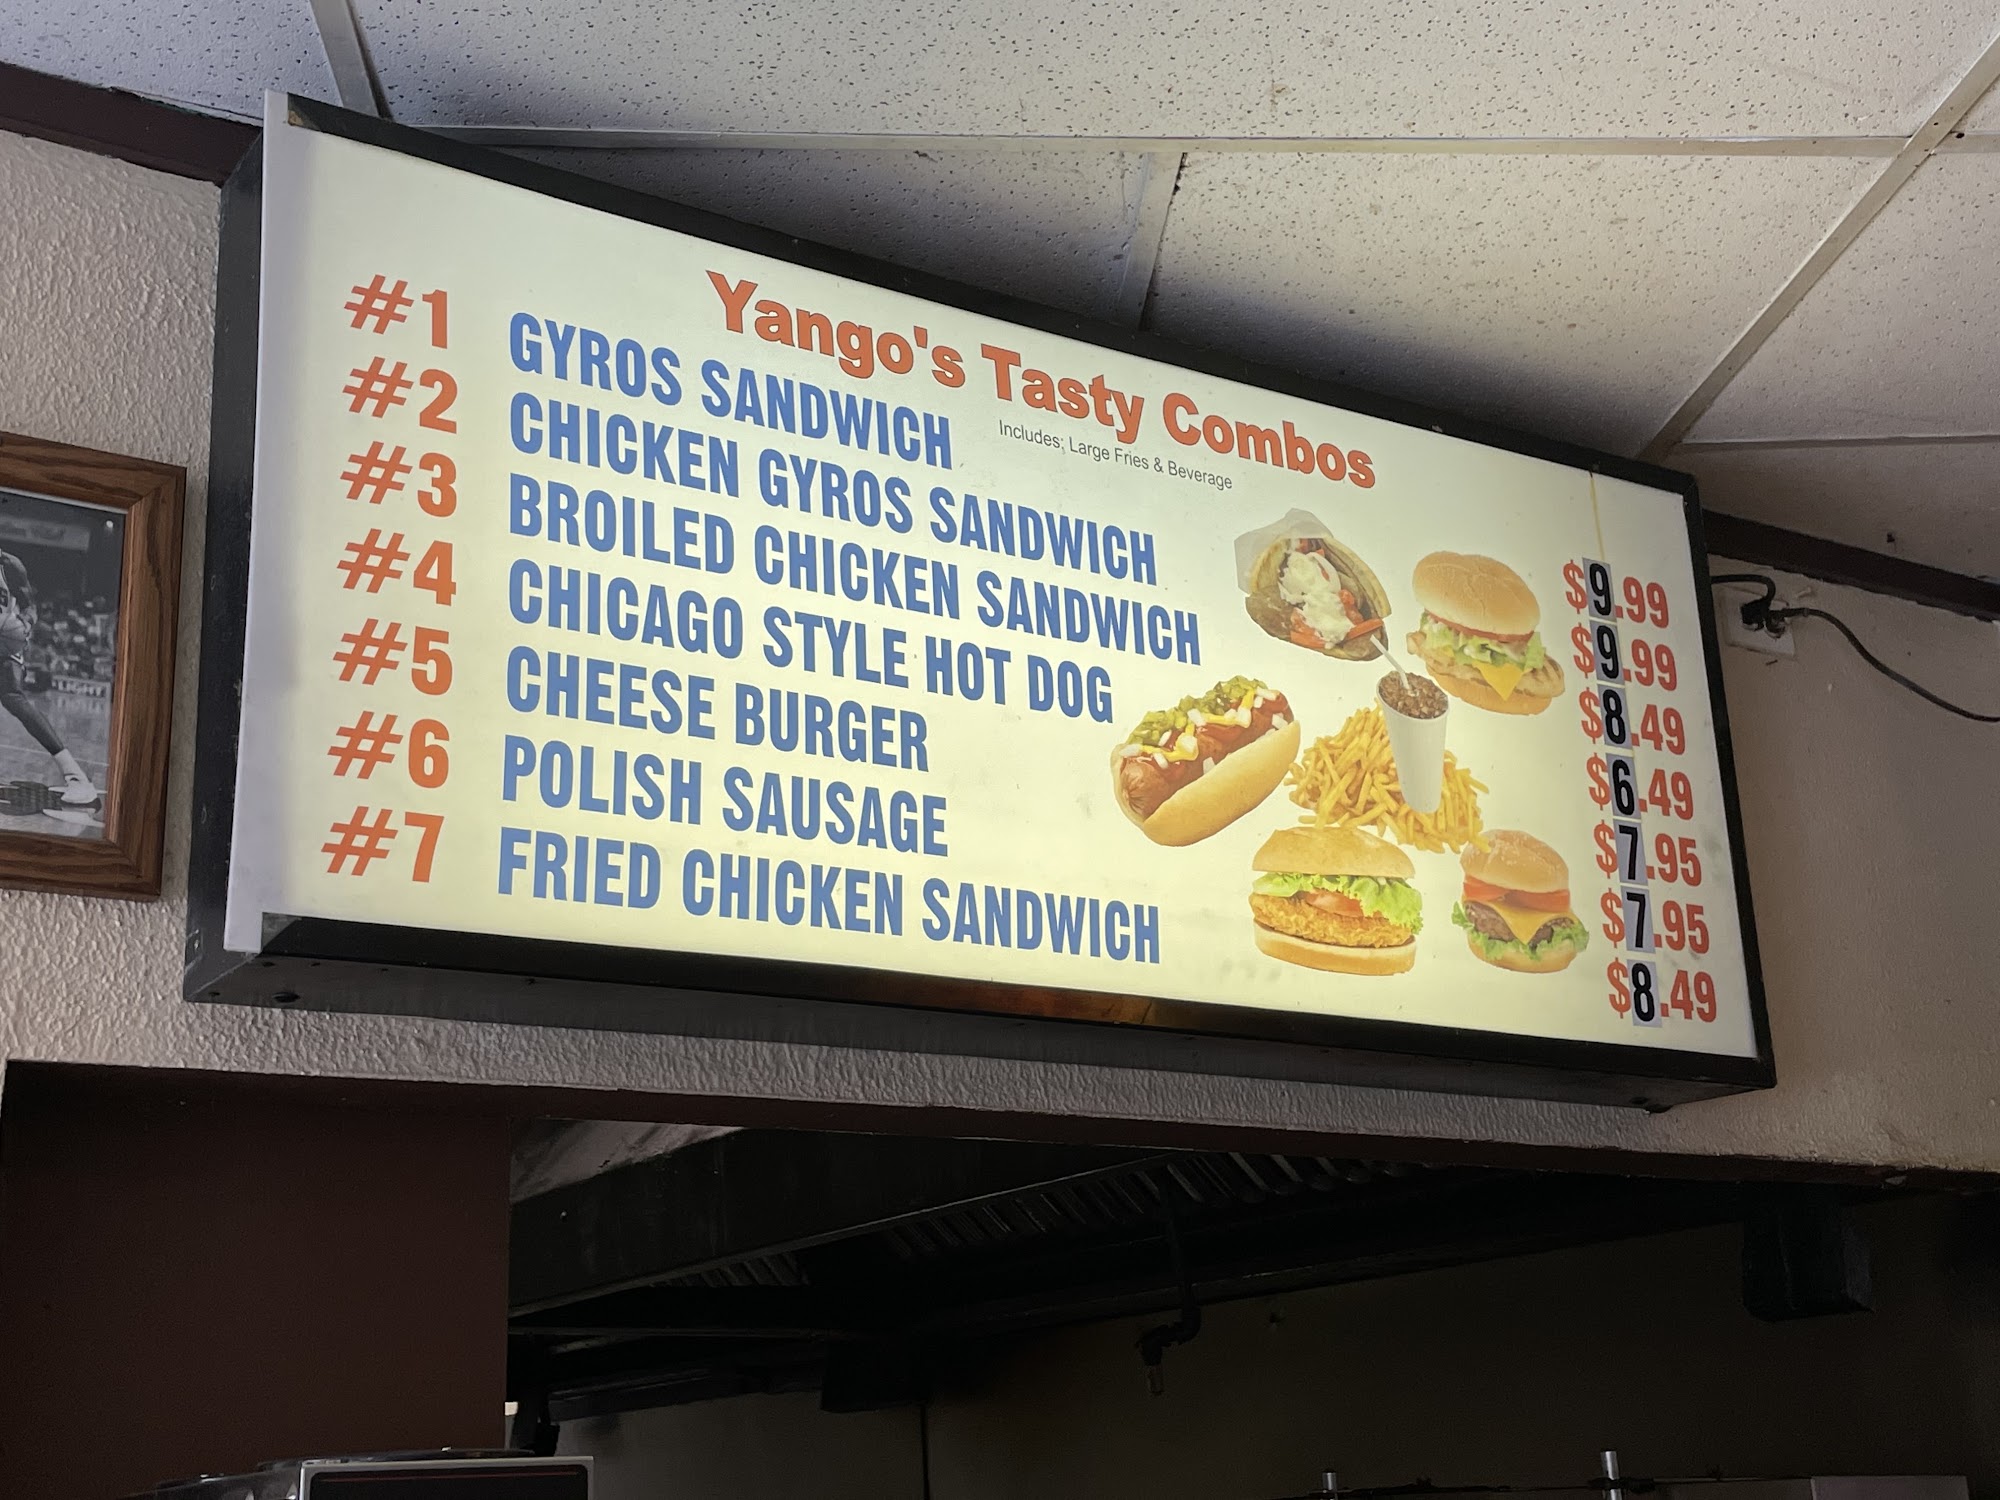 Yango's Tasty Combos
Includes; Large Fries & Beverage
#1 GYROS SANDWICH $9.99
#2 CHICKEN GYROS SANDWICH $9.99
#3 BROILED CHICKEN SANDWICH $8.49
#4 CHICAGO STYLE HOT DOG $6.49
#5 CHEESE BURGER $7.95
#6 POLISH SAUSAGE $7.95
#7 FRIED CHICKEN SANDWICH $8.49